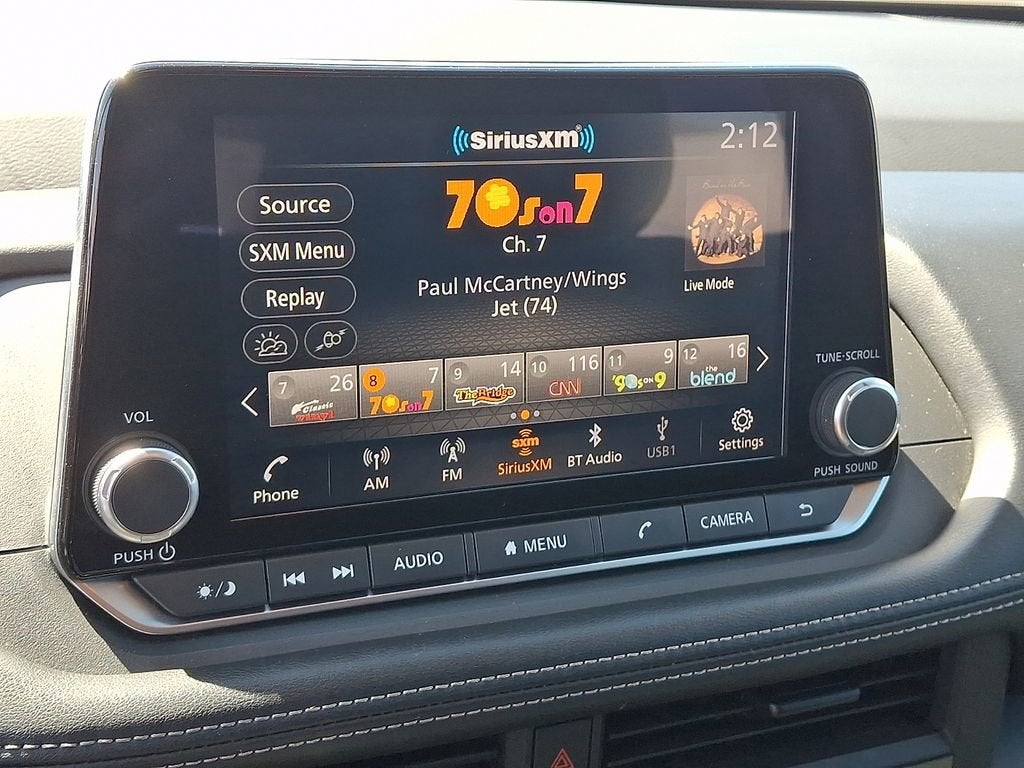 SiriusXM
2:12
Source
SXM Menu
Replay
70s on 7
Ch. 7
Paul McCartney/Wings
Jet (74)
Live Mode
7 26 Classic vinyl
8 7 70s on 7
9 14 The Bridge
10 116 CNN
11 9 '90s on 9
12 16 the blend
Phone
AM
FM
sxm
SiriusXM
BT Audio
USB1
Settings
VOL
PUSH
TUNE·SCROLL
PUSH SOUND
AUDIO
MENU
CAMERA